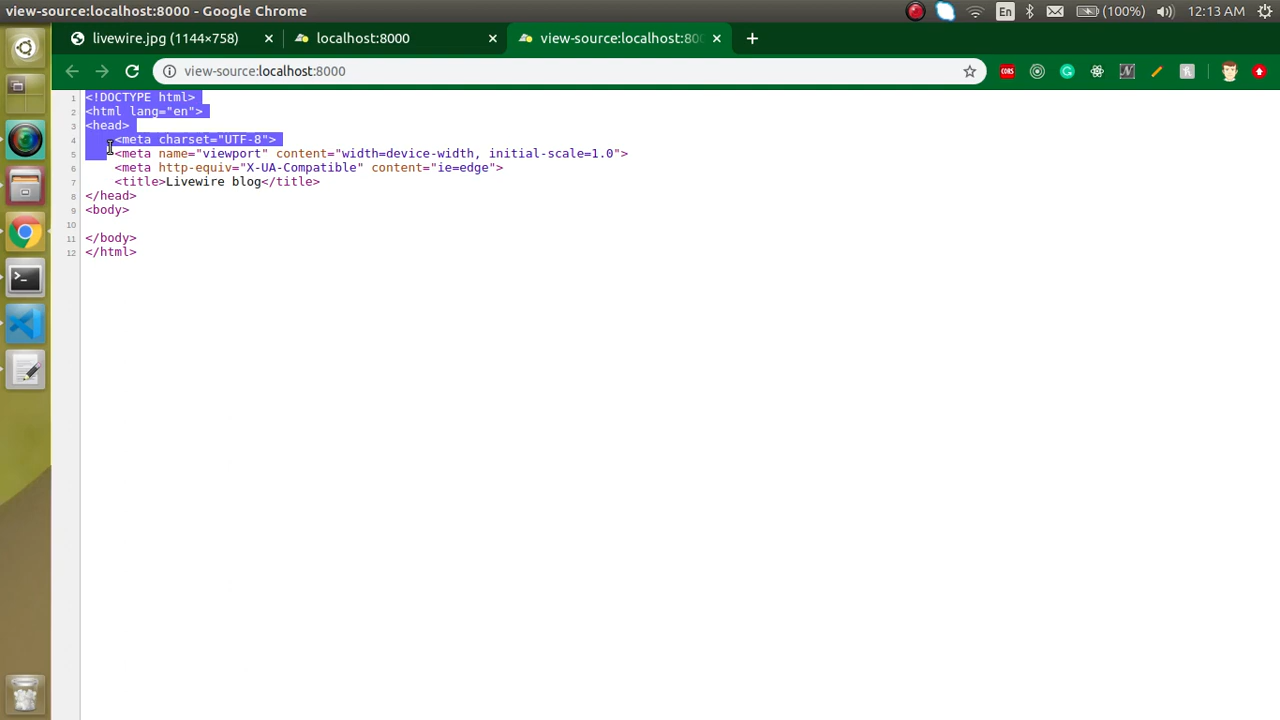 view-source:localhost:8000 - Google Chrome
En
(100%)
12:13 AM
livewire.jpg (1144×758)
localhost:8000
view-source:localhost:800
view-source:localhost:8000
CORS
1 <!DOCTYPE html>
2 <html lang="en">
3 <head>
4 <meta charset="UTF-8">
5 <meta name="viewport" content="width=device-width, initial-scale=1.0">
6 <meta http-equiv="X-UA-Compatible" content="ie=edge">
7 <title>Livewire blog</title>
8 </head>
9 <body>
10
11 </body>
12 </html>